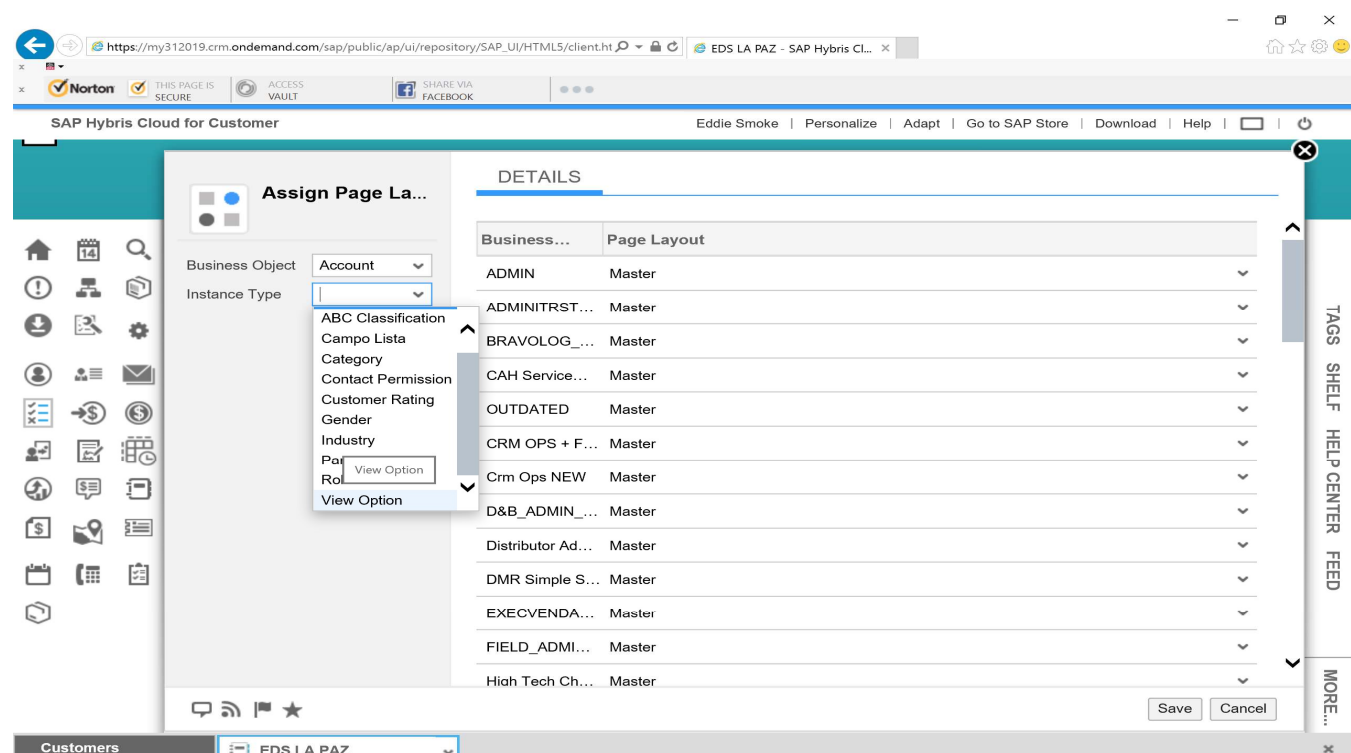 https://my312019.crm.ondemand.com/sap/public/ap/ui/repository/SAP_UI/HTML5/client.ht
EDS LA PAZ - SAP Hybris Cl...
Norton
THIS PAGE IS SECURE
ACCESS VAULT
SHARE VIA FACEBOOK
SAP Hybris Cloud for Customer
Eddie Smoke | Personalize | Adapt | Go to SAP Store | Download | Help
Assign Page La...
Business Object Account
Instance Type
ABC Classification
Campo Lista
Category
Contact Permission
Customer Rating
Gender
Industry
View Option
View Option
DETAILS
Business... Page Layout
ADMIN Master
ADMINITRST... Master
BRAVOLOG_... Master
CAH Service... Master
OUTDATED Master
CRM OPS + F... Master
Crm Ops NEW Master
D&B_ADMIN_... Master
Distributor Ad... Master
DMR Simple S... Master
EXECVENDA... Master
FIELD_ADMI... Master
High Tech Ch... Master
Save Cancel
14
TAGS
SHELF
HELP CENTER
FEED
MORE...
Customers
EDS LA PAZ